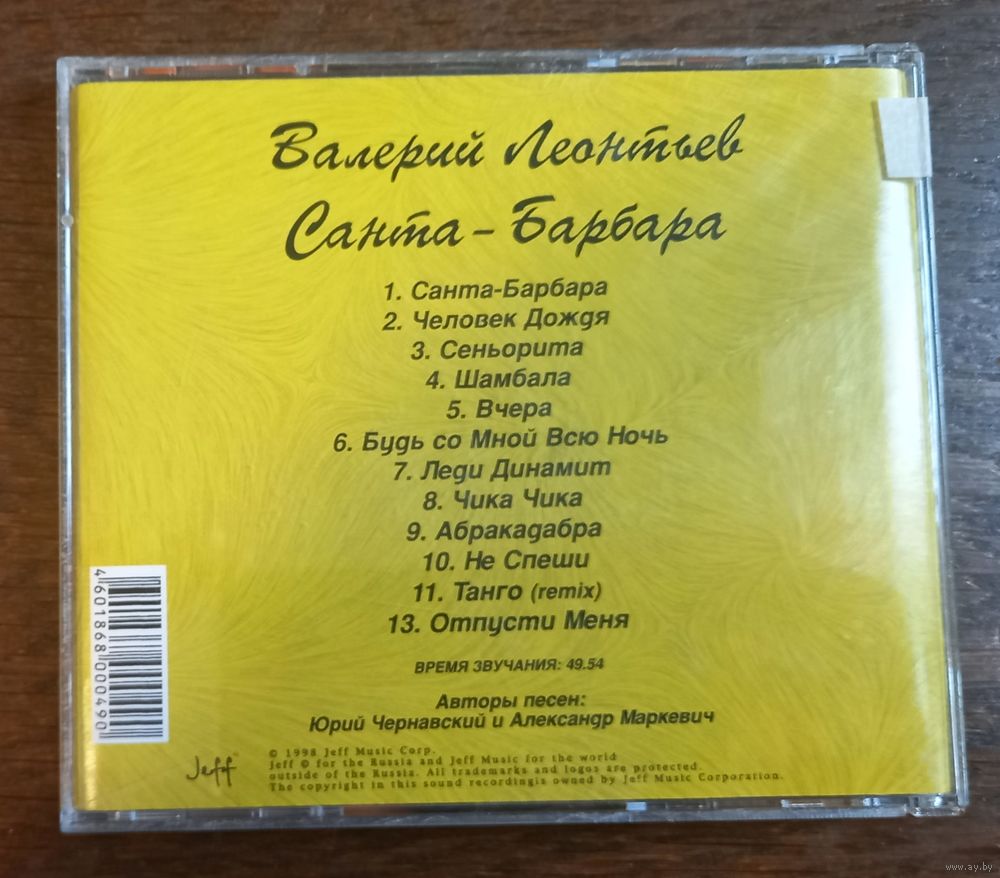 Валерий Леонтьев
Санта - Барбара
1. Санта-Барбара
2. Человек Дождя
3. Сеньорита
4. Шамбала
5. Вчера
6. Будь со Мной Всю Ночь
7. Леди Динамит
8. Чика Чика
9. Абракадабра
10. Не Спеши
11. Танго (remix)
13. Отпусти Меня
ВРЕМЯ ЗВУЧАНИЯ: 49.54
Авторы песен:
Юрий Чернавский и Александр Маркевич
4 601868 000490
Jeff
© 1998 Jeff Music Corp.
Jeff © for the Russia and Jeff Music for the world
outside of the Russia. All trademarks and logos are protected.
The copyright in this sound recordingis owned by Jeff Music Corporation.
www.ay.by